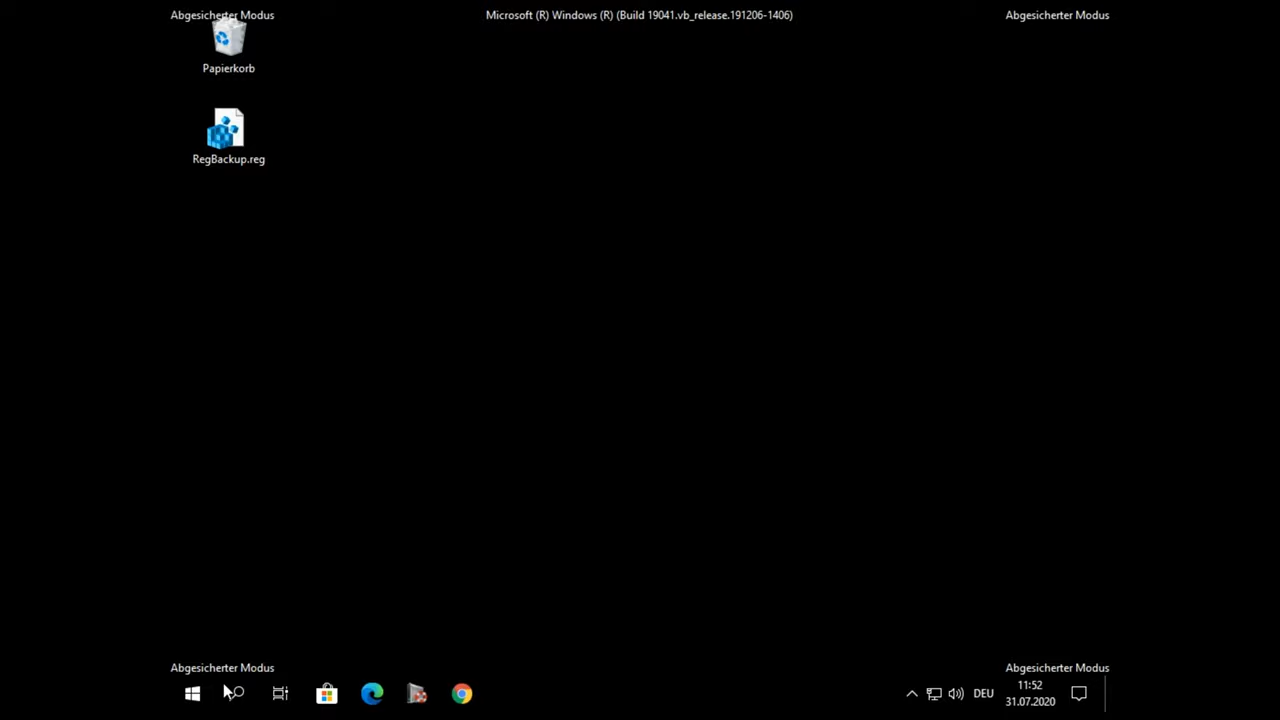 Abgesicherter Modus
Microsoft (R) Windows (R) (Build 19041.vb_release.191206-1406)
Abgesicherter Modus
Papierkorb
RegBackup.reg
Abgesicherter Modus
Abgesicherter Modus
DEU
11:52
31.07.2020